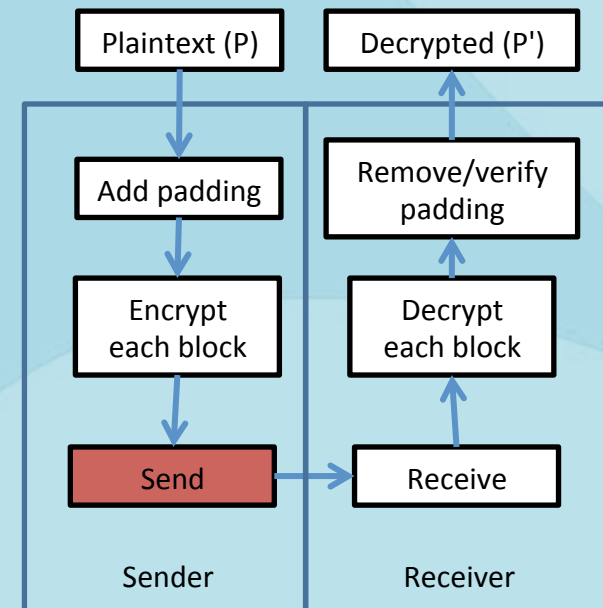 Plaintext (P)
Decrypted (P')
Add padding
Remove/verify
padding
Encrypt
each block
Decrypt
each block
Send
Receive
Sender
Receiver